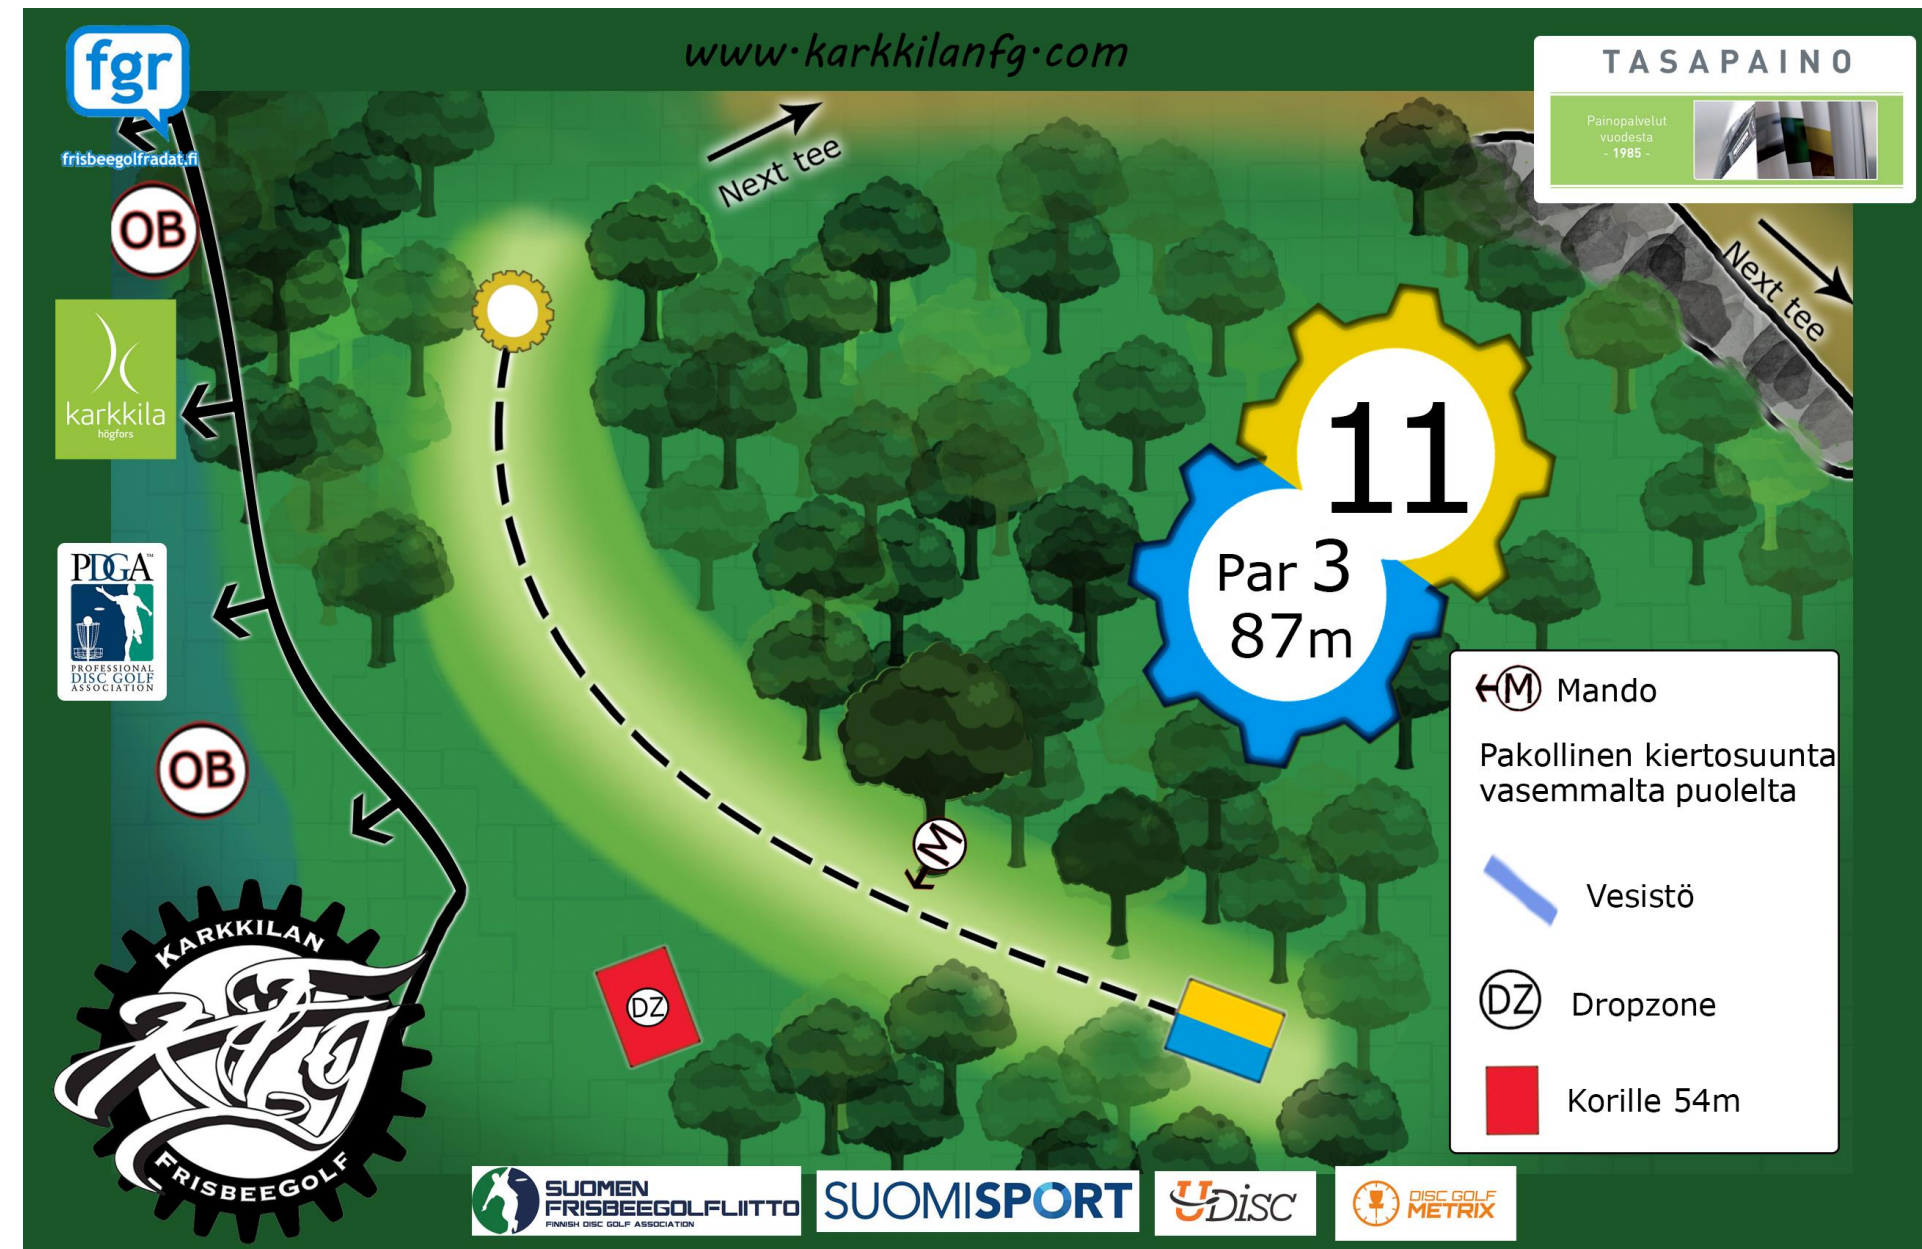 www.karkkilanfg.com
fgr
frisbeegolfradat.fi
TASAPAINO
Painopalvelut
vuodesta
- 1985 -
Next tee
Next tee
OB
karkkila
högfors
11
Par 3
87m
PDGA™
PROFESSIONAL
DISC GOLF
ASSOCIATION
OB
M
DZ
M Mando
Pakollinen kiertosuunta
vasemmalta puolelta
Vesistö
DZ Dropzone
Korille 54m
KARKKILAN
KFg
FRISBEEGOLF
SUOMEN
FRISBEEGOLFLIITTO
FINNISH DISC GOLF ASSOCIATION
SUOMISPORT
UDisc
DISC GOLF
METRIX